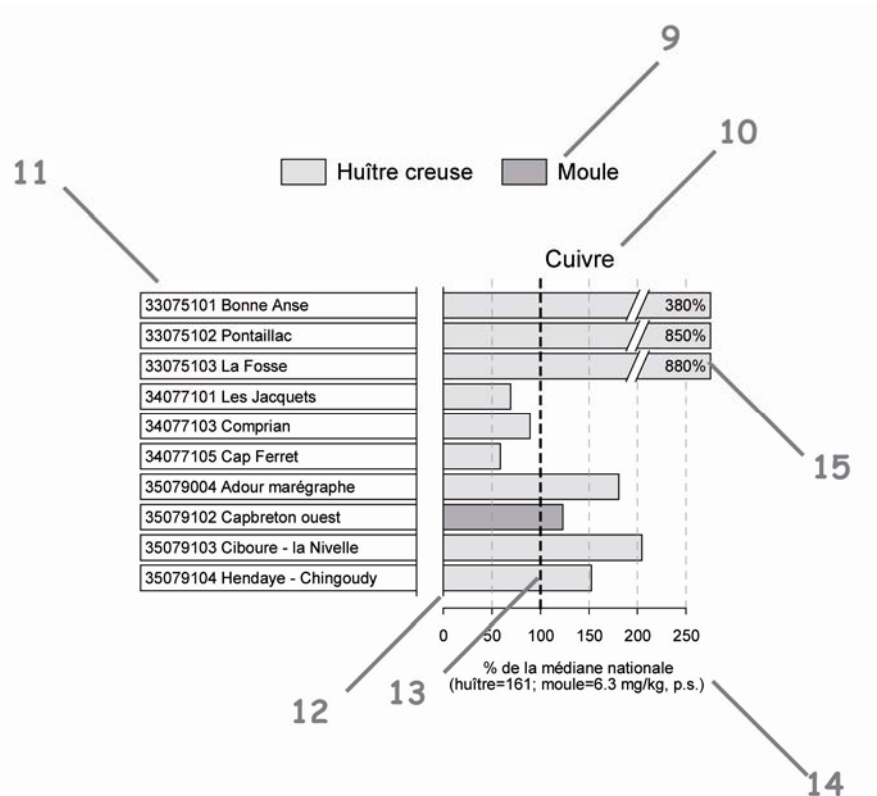 9
10
11
Huître creuse Moule
Cuivre
33075101 Bonne Anse 380%
33075102 Pontaillac 850%
33075103 La Fosse 880%
34077101 Les Jacquets
34077103 Comprian
34077105 Cap Ferret
15
35079004 Adour marégraphe
35079102 Capbreton ouest
35079103 Ciboure - la Nivelle
35079104 Hendaye - Chingoudy
0 50 100 150 200 250
% de la médiane nationale
(huître=161; moule=6.3 mg/kg, p.s.)
13
12
14